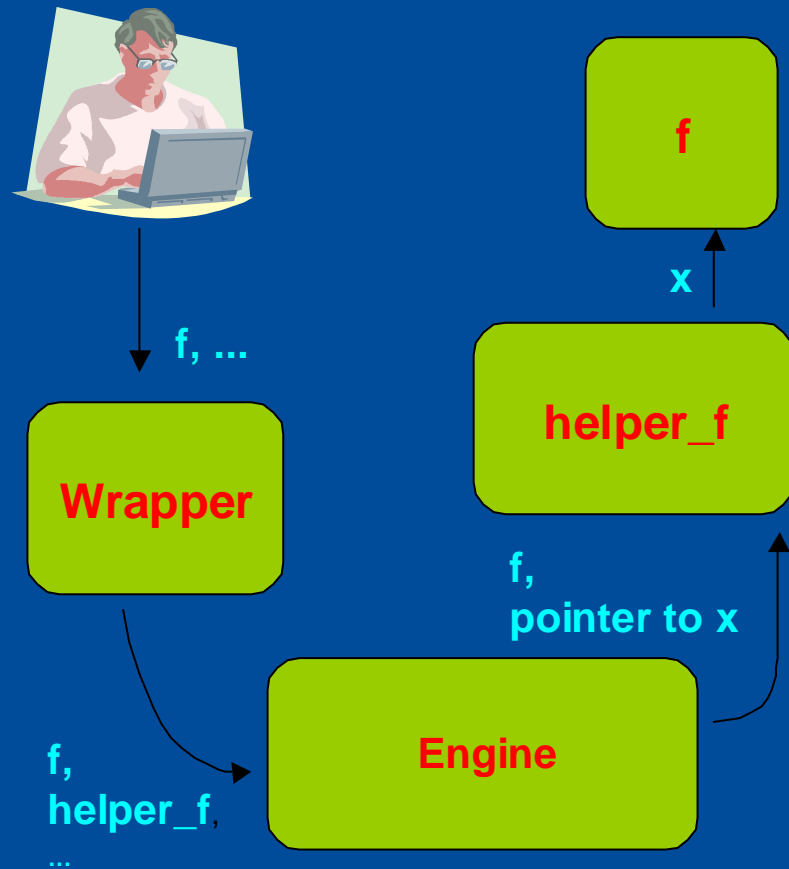 f
x
f, ...
helper_f
Wrapper
f,
pointer to x
Engine
f,
helper_f,
...